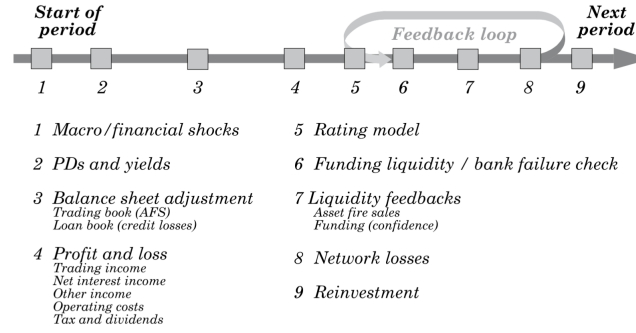 Start of
period
Feedback loop
Next
period
1 2 3 4 5 6 7 8 9
1 Macro/financial shocks
2 PDs and yields
3 Balance sheet adjustment
Trading book (AFS)
Loan book (credit losses)
4 Profit and loss
Trading income
Net interest income
Other income
Operating costs
Tax and dividends
5 Rating model
6 Funding liquidity / bank failure check
7 Liquidity feedbacks
Asset fire sales
Funding (confidence)
8 Network losses
9 Reinvestment